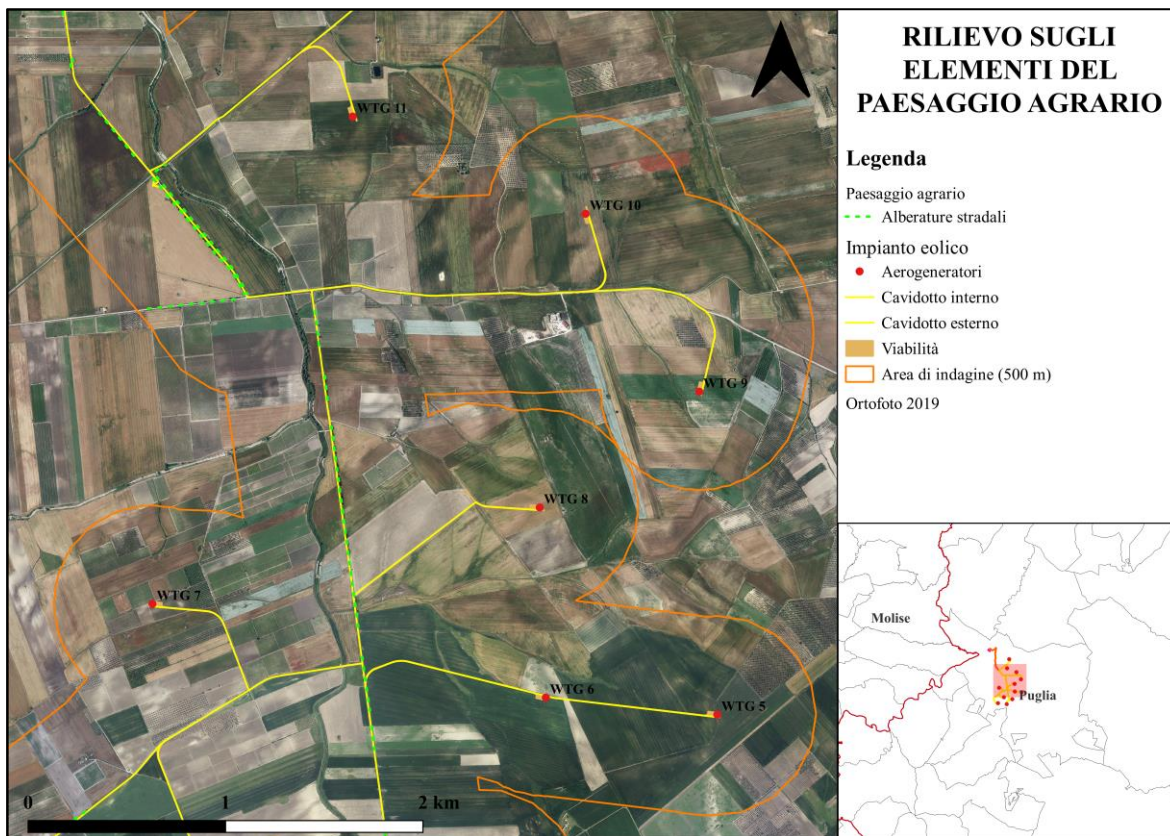 RILIEVO SUGLI
ELEMENTI DEL
PAESAGGIO AGRARIO
Legenda
Paesaggio agrario
Alberature stradali
Impianto eolico
Aerogeneratori
Cavidotto interno
Cavidotto esterno
Viabilità
Area di indagine (500 m)
Ortofoto 2019
WTG 11
WTG 10
WTG 9
WTG 8
WTG 7
WTG 6
WTG 5
0 1 2 km
Molise
Puglia